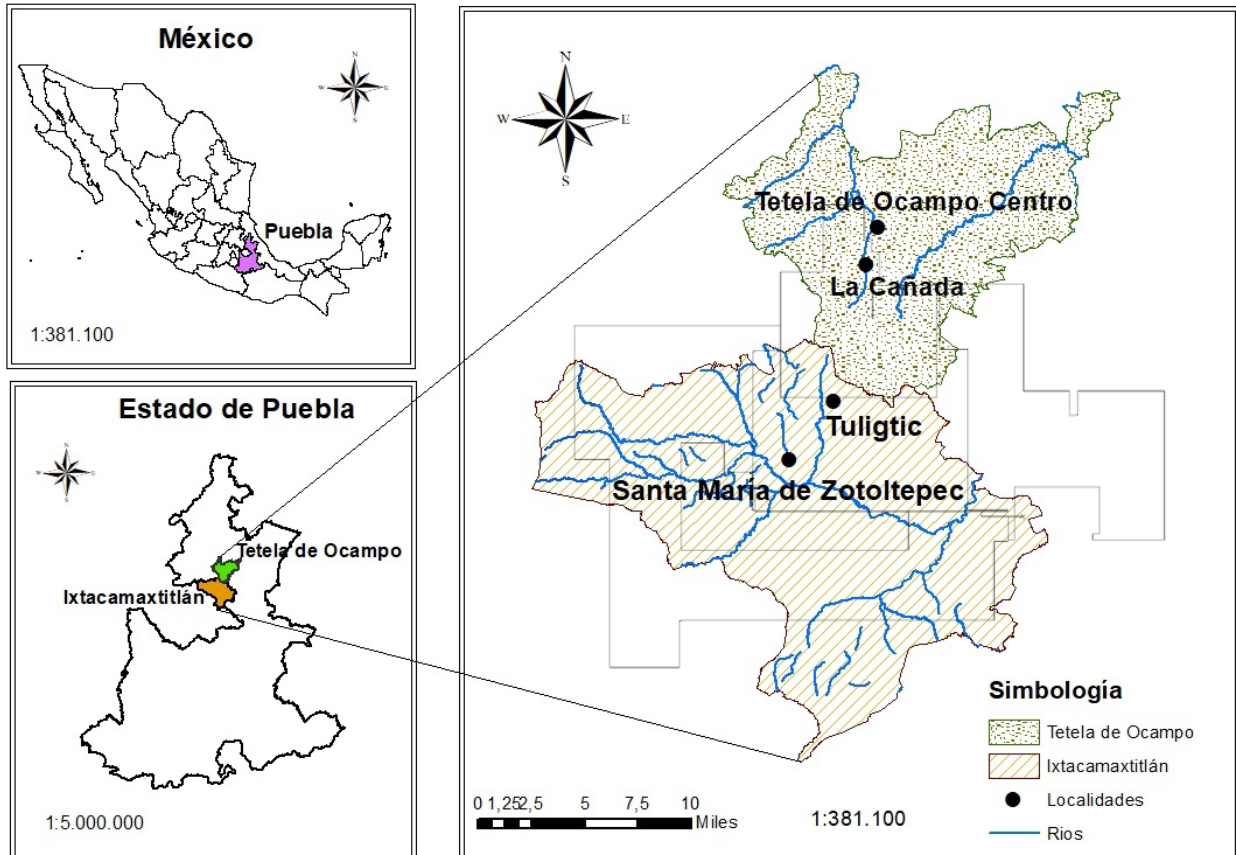 México
N
W
E
S
Puebla
1:381.100
Estado de Puebla
N
W
E
S
Tetela de Ocampo
Ixtacamaxtitlán
1:5.000.000
N
W
E
S
Tetela de Ocampo Centro
La Cañada
Tuligtic
Santa María de Zotoltepec
Simbología
Tetela de Ocampo
Ixtacamaxtitlán
Localidades
Rios
0 1,252,5 5 7,5 10
Miles
1:381.100